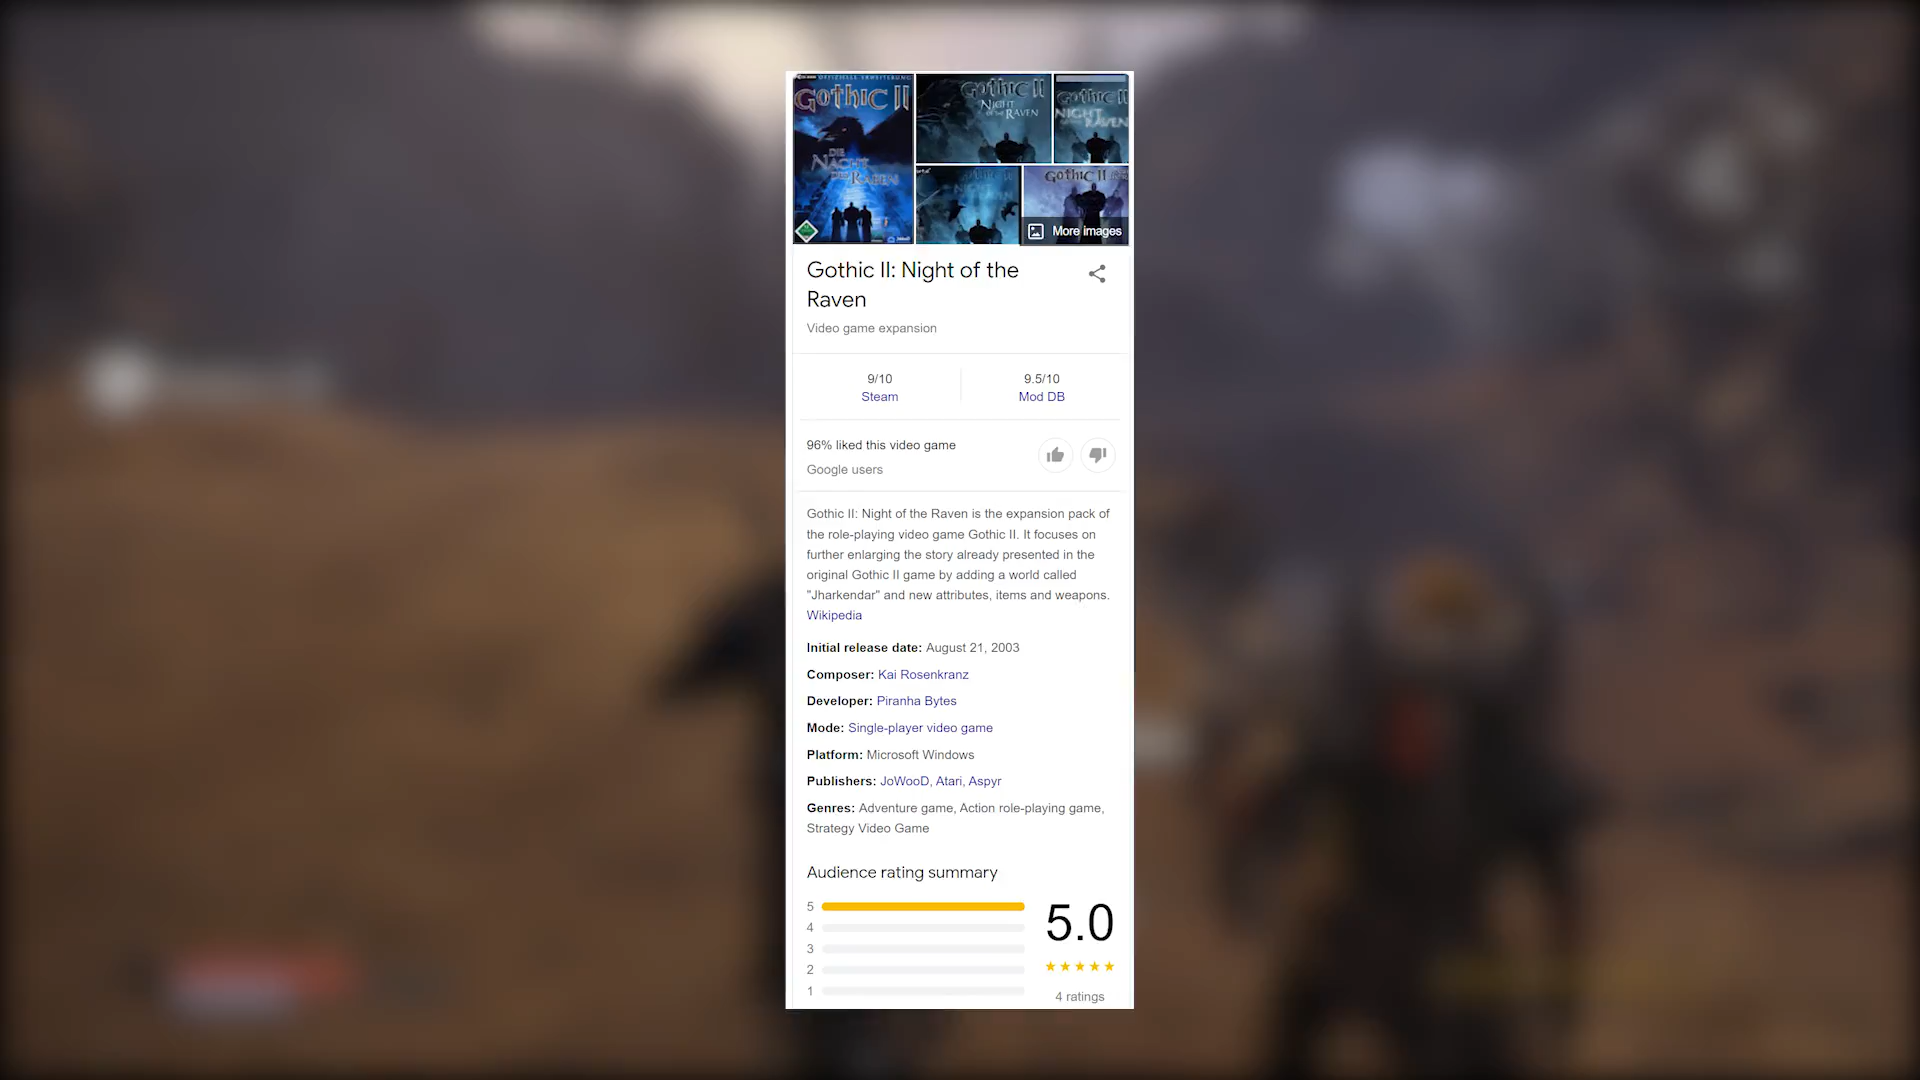 OFFIZIELLE ERWEITERUNG
GOTHIC II
DIE
NACHT
DES RABEN
GOTHIC II
NIGHT
OF THE RAVEN
GOTHIC II
NIGHT
RAVEN
GOTHIC II
More images
Gothic II: Night of the
Raven
Video game expansion
9/10
Steam
9.5/10
Mod DB
96% liked this video game
Google users
Gothic II: Night of the Raven is the expansion pack of
the role-playing video game Gothic II. It focuses on
further enlarging the story already presented in the
original Gothic II game by adding a world called
"Jharkendar" and new attributes, items and weapons.
Wikipedia
Initial release date: August 21, 2003
Composer: Kai Rosenkranz
Developer: Piranha Bytes
Mode: Single-player video game
Platform: Microsoft Windows
Publishers: JoWooD, Atari, Aspyr
Genres: Adventure game, Action role-playing game,
Strategy Video Game
Audience rating summary
5
4
3
2
1
5.0
4 ratings